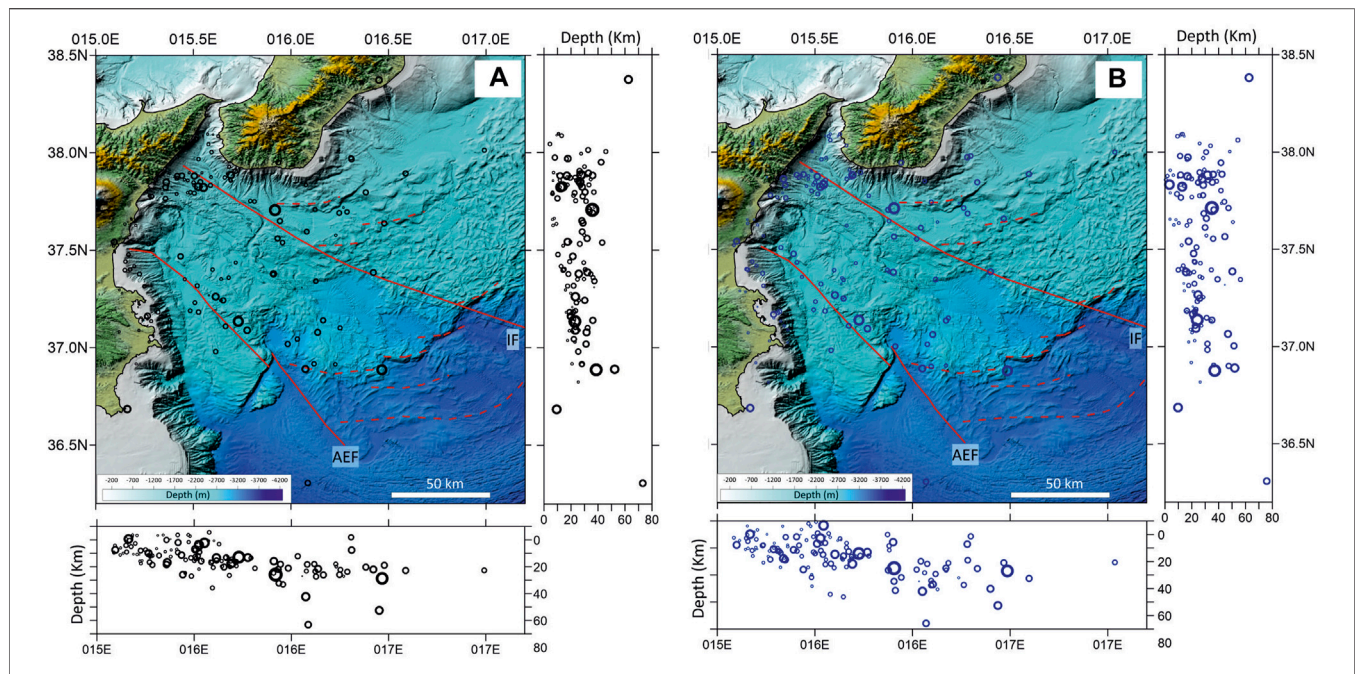 015.0E 015.5E 016.0E 016.5E 017.0E
Depth (Km)
38.5N
38.0N
37.5N
37.0N
36.5N
A
IF
AEF
-200 -700 -1200 -1700 -2200 -2700 -3200 -3700 -4200
Depth (m)
50 km
0 20 40 60 80
0
20
40
60
80
Depth (Km)
015E 016E 016E 017E 017E
015.0E 015.5E 016.0E 016.5E 017.0E
Depth (Km)
38.5N
38.0N
37.5N
37.0N
36.5N
B
IF
AEF
-200 -700 -1200 -1700 -2200 -2700 -3200 -3700 -4200
Depth (m)
50 km
0 20 40 60 80
0
20
40
60
80
Depth (Km)
015E 016E 016E 017E 017E